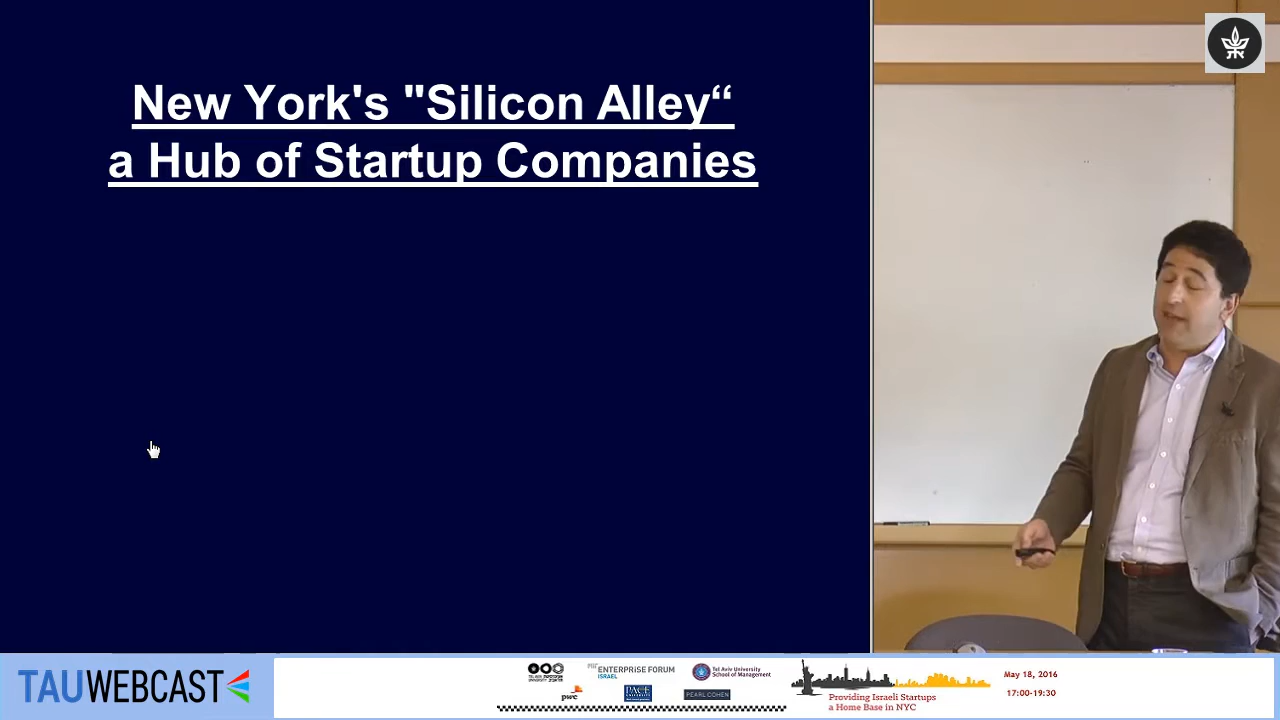 New York's "Silicon Alley“
a Hub of Startup Companies
TAUWEBCAST
ENTERPRISE FORUM
ISRAEL
Tel Aviv University
School of Management
pwc
PACE
PEARL COHEN
Providing Israeli Startups
a Home Base in NYC
May 18, 2016
17:00-19:30